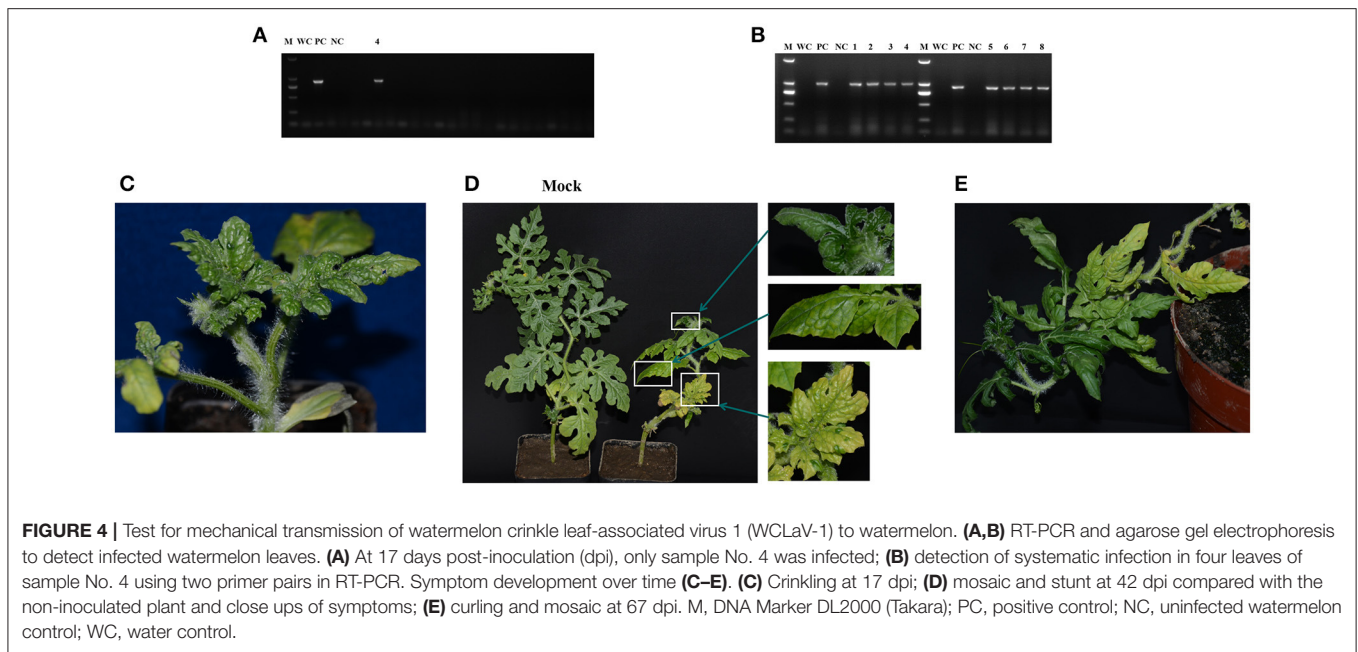 A
M WC PC NC 4
B
M WC PC NC 1 2 3 4 M WC PC NC 5 6 7 8
C
D Mock
E
FIGURE 4 | Test for mechanical transmission of watermelon crinkle leaf-associated virus 1 (WCLaV-1) to watermelon. (A,B) RT-PCR and agarose gel electrophoresis
to detect infected watermelon leaves. (A) At 17 days post-inoculation (dpi), only sample No. 4 was infected; (B) detection of systematic infection in four leaves of
sample No. 4 using two primer pairs in RT-PCR. Symptom development over time (C–E). (C) Crinkling at 17 dpi; (D) mosaic and stunt at 42 dpi compared with the
non-inoculated plant and close ups of symptoms; (E) curling and mosaic at 67 dpi. M, DNA Marker DL2000 (Takara); PC, positive control; NC, uninfected watermelon
control; WC, water control.